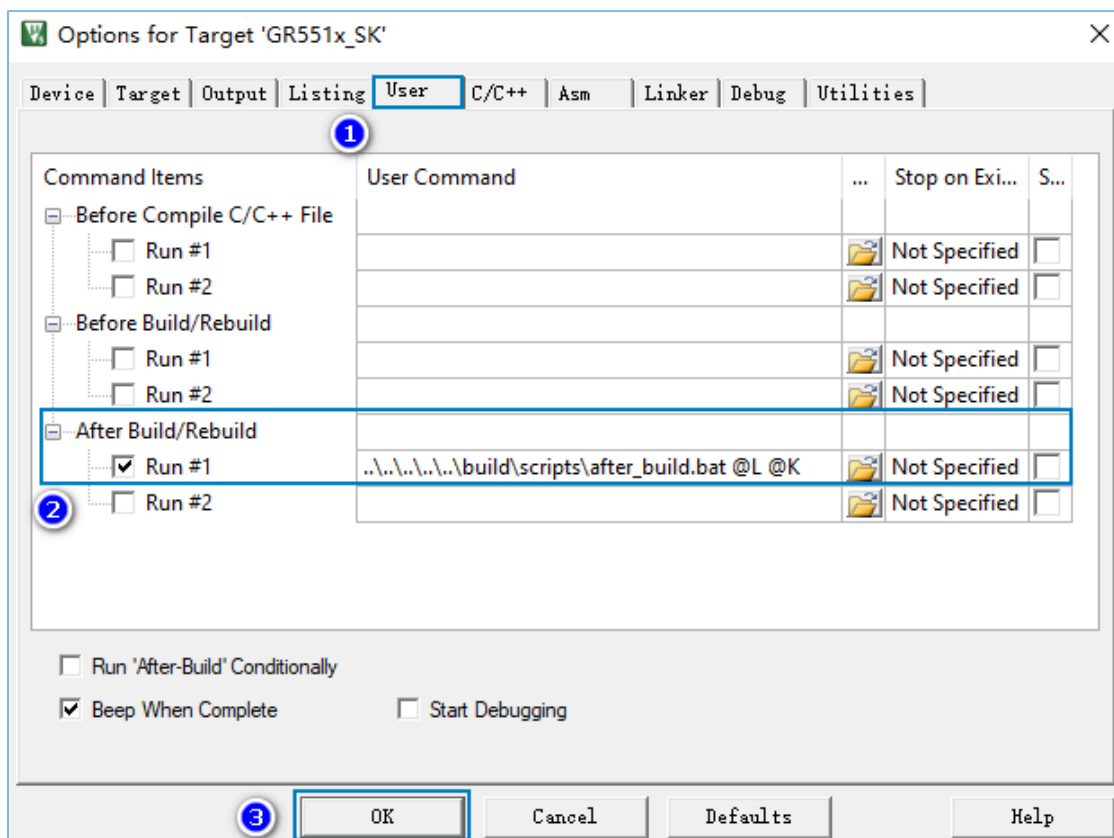 Options for Target 'GR551x_SK'
Device Target Output Listing User C/C++ Asm Linker Debug Utilities
1
Command Items User Command ... Stop on Exi... S...
Before Compile C/C++ File
Run #1 Not Specified
Run #2 Not Specified
Before Build/Rebuild
Run #1 Not Specified
Run #2 Not Specified
After Build/Rebuild
Run #1 ..\..\..\..\..\build\scripts\after_build.bat @L @K Not Specified
2 Run #2 Not Specified
Run 'After-Build' Conditionally
Beep When Complete Start Debugging
3 OK Cancel Defaults Help